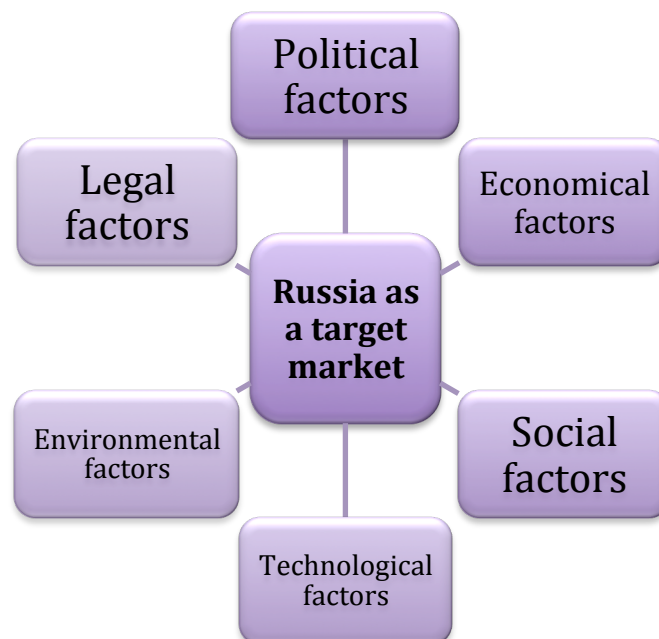 Political
factors
Legal
factors
Economical
factors
Russia as
a target
market
Environmental
factors
Social
factors
Technological
factors